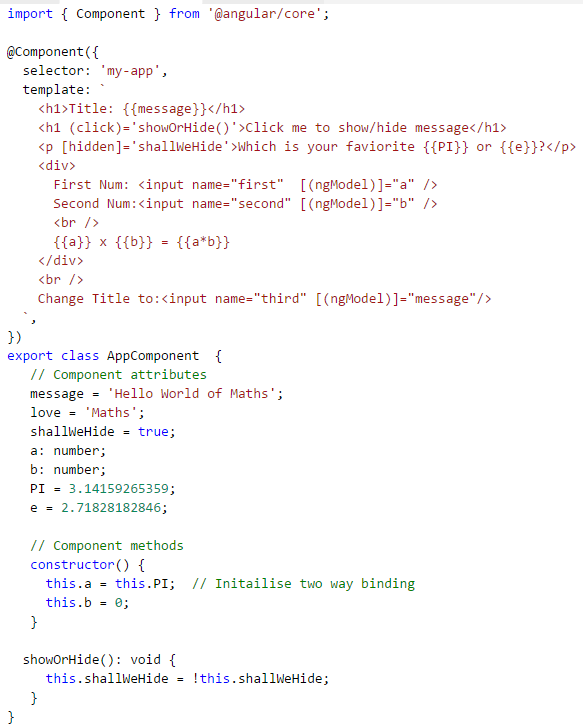 import { Component } from '@angular/core';
@Component({
selector: 'my-app',
template: `
<h1>Title: {{message}}</h1>
<h1 (click)='showOrHide()'>Click me to show/hide message</h1>
<p [hidden]='shallWeHide'>Which is your faviorite {{PI}} or {{e}}?</p>
<div>
First Num: <input name="first"  [(ngModel)]="a" />
Second Num:<input name="second" [(ngModel)]="b" />
<br />
{{a}} x {{b}} = {{a*b}}
</div>
<br />
Change Title to:<input name="third" [(ngModel)]="message"/>
`,
})
export class AppComponent  {
// Component attributes
message = 'Hello World of Maths';
love = 'Maths';
shallWeHide = true;
a: number;
b: number;
PI = 3.14159265359;
e = 2.71828182846;
// Component methods
constructor() {
this.a = this.PI;  // Initailise two way binding
this.b = 0;
}
showOrHide(): void {
this.shallWeHide = !this.shallWeHide;
}
}